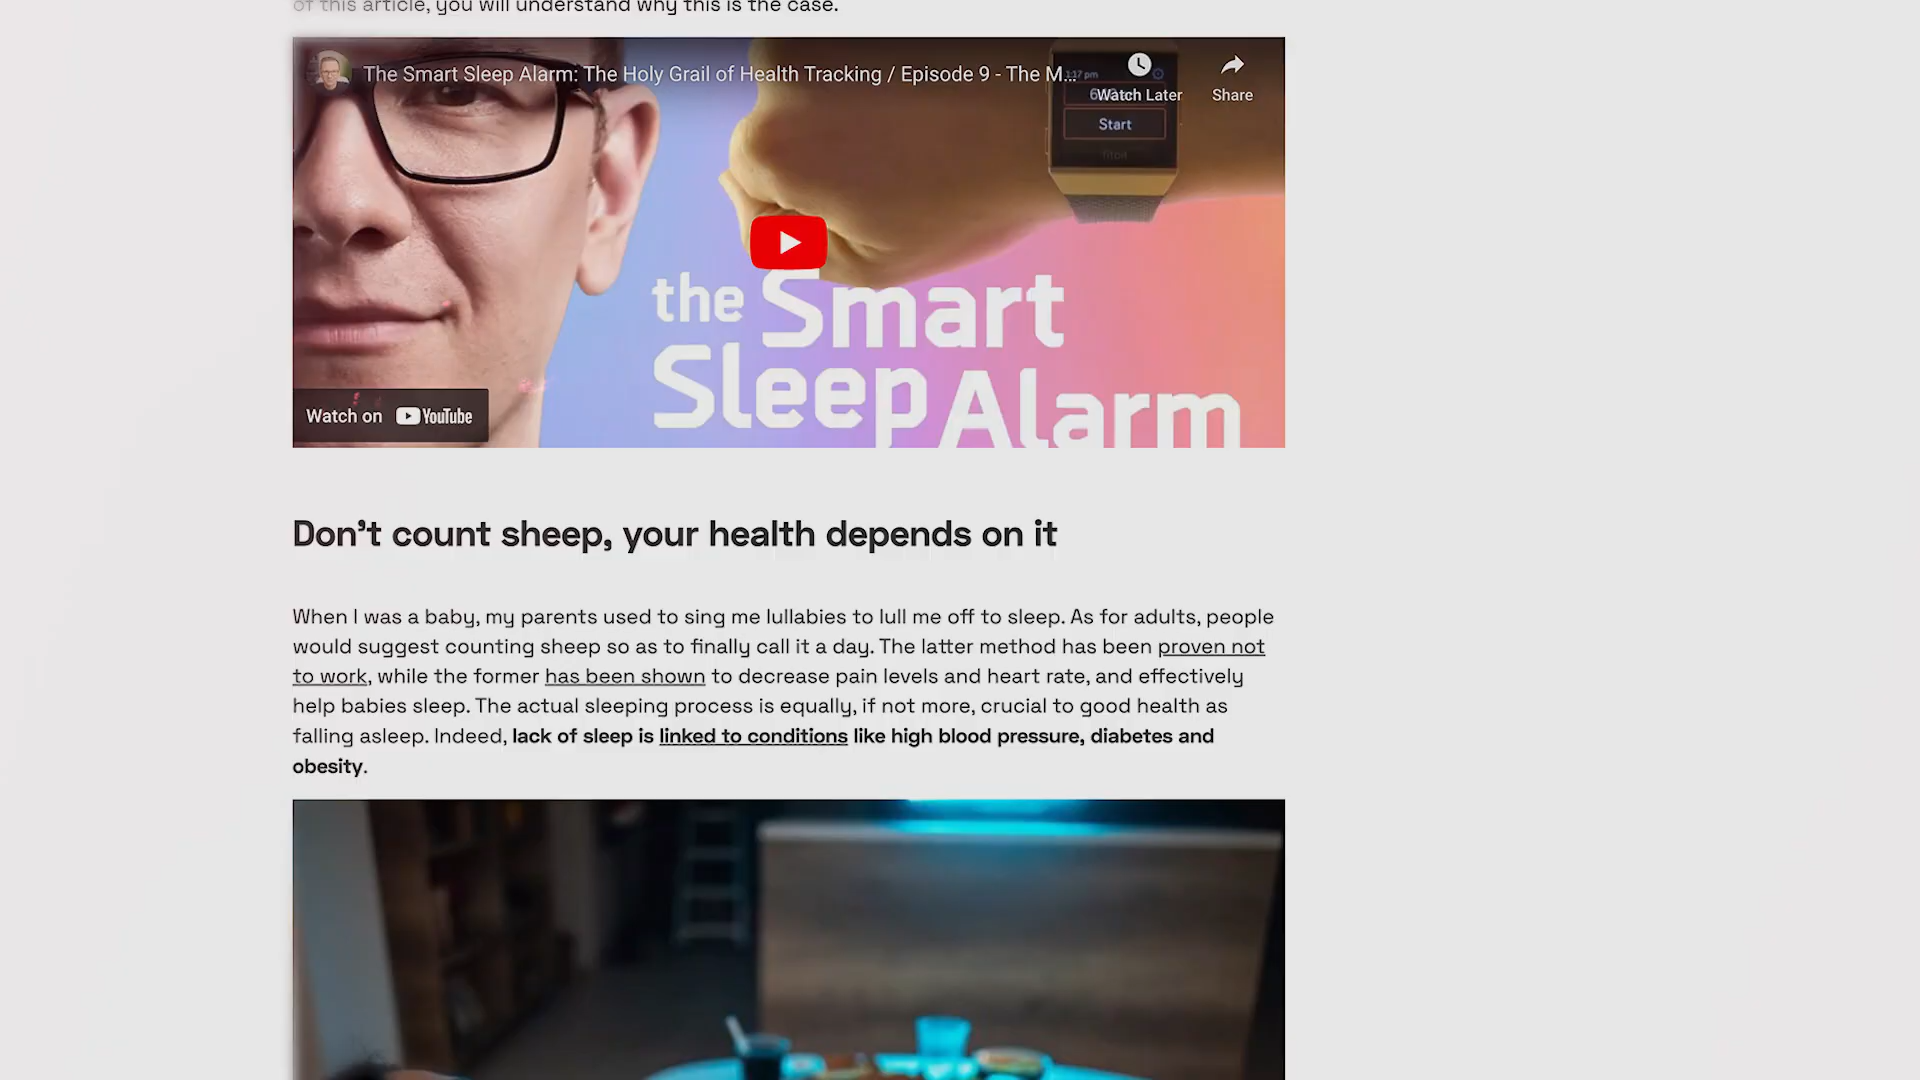 of this article, you will understand why this is the case.
The Smart Sleep Alarm: The Holy Grail of Health Tracking / Episode 9 - The M...
Watch Later
Share
1:17 pm
Start
fitbit
the Smart
Sleep Alarm
Watch on YouTube
Don't count sheep, your health depends on it
When I was a baby, my parents used to sing me lullabies to lull me off to sleep. As for adults, people
would suggest counting sheep so as to finally call it a day. The latter method has been proven not
to work, while the former has been shown to decrease pain levels and heart rate, and effectively
help babies sleep. The actual sleeping process is equally, if not more, crucial to good health as
falling asleep. Indeed, lack of sleep is linked to conditions like high blood pressure, diabetes and
obesity.